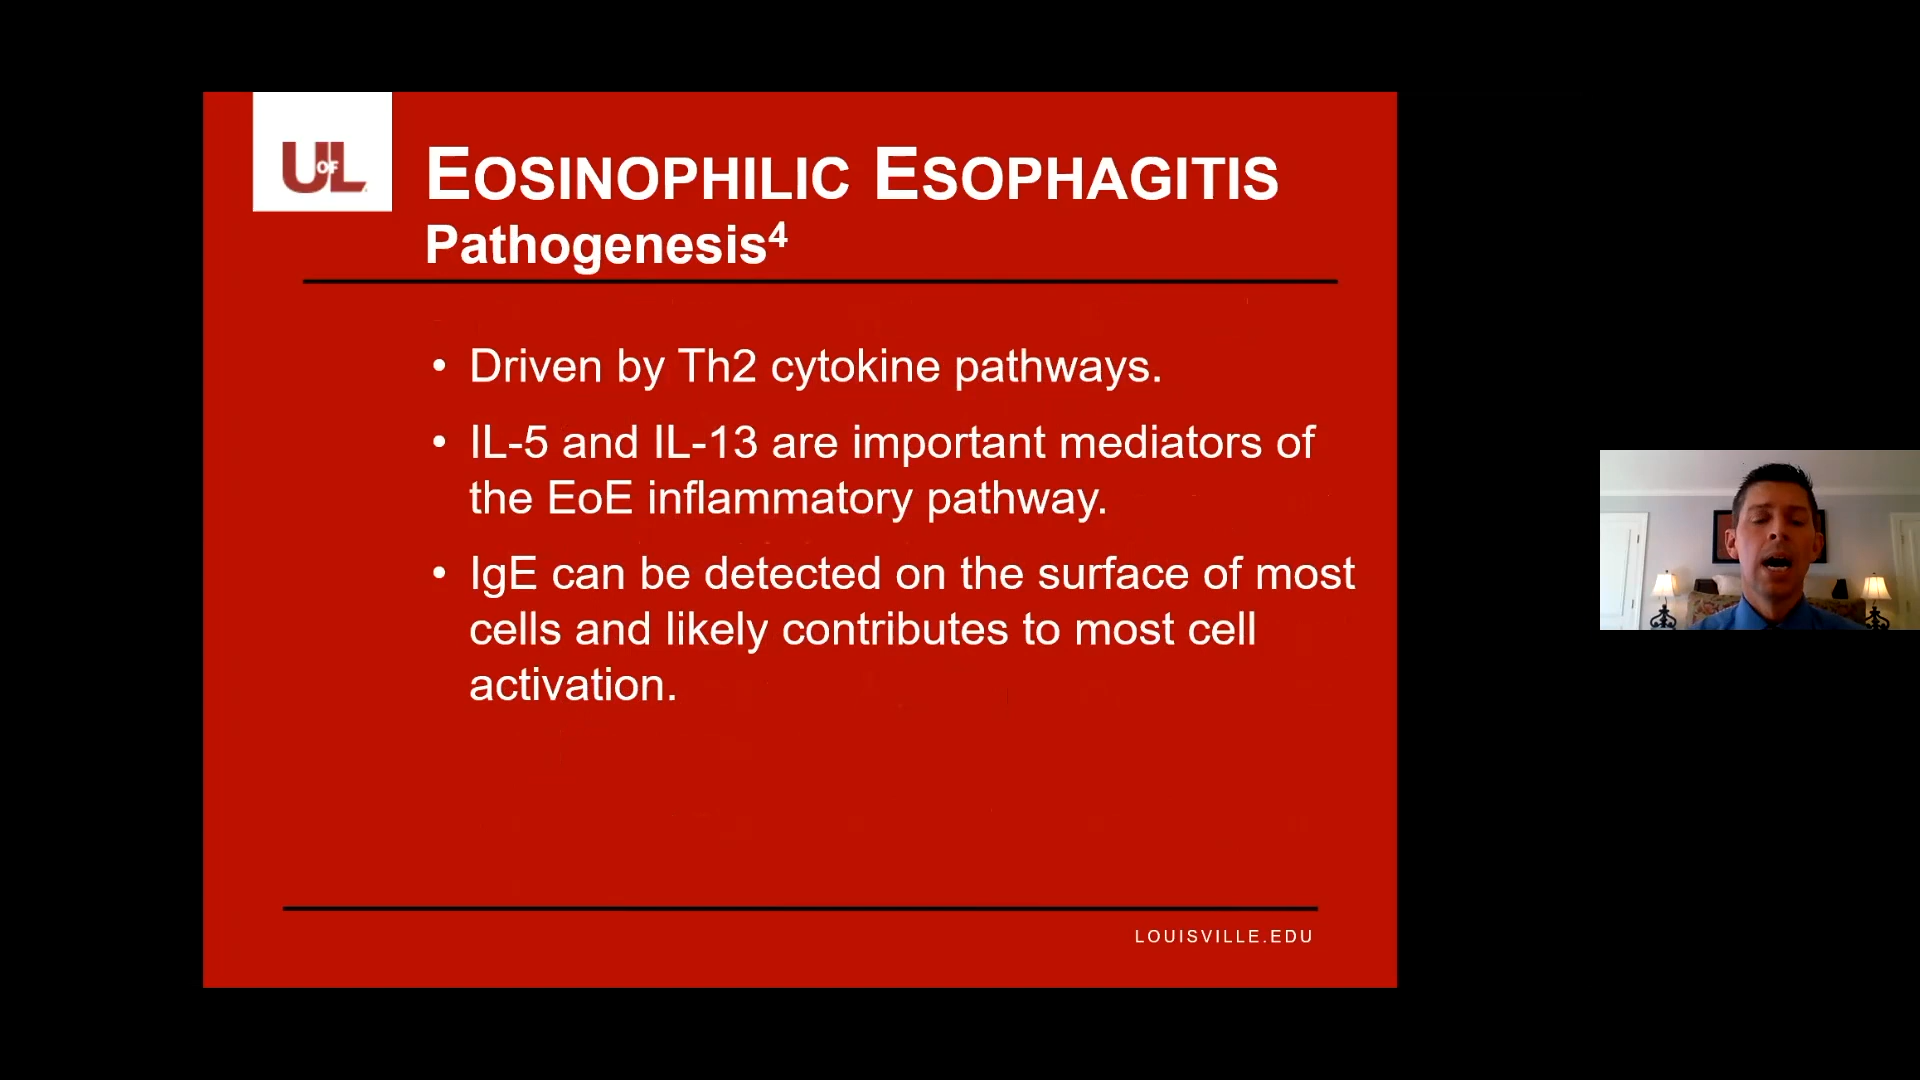 UofL
EOSINOPHILIC ESOPHAGITIS
Pathogenesis⁴
• Driven by Th2 cytokine pathways.
• IL-5 and IL-13 are important mediators of
the EoE inflammatory pathway.
• IgE can be detected on the surface of most
cells and likely contributes to most cell
activation.
LOUISVILLE.EDU